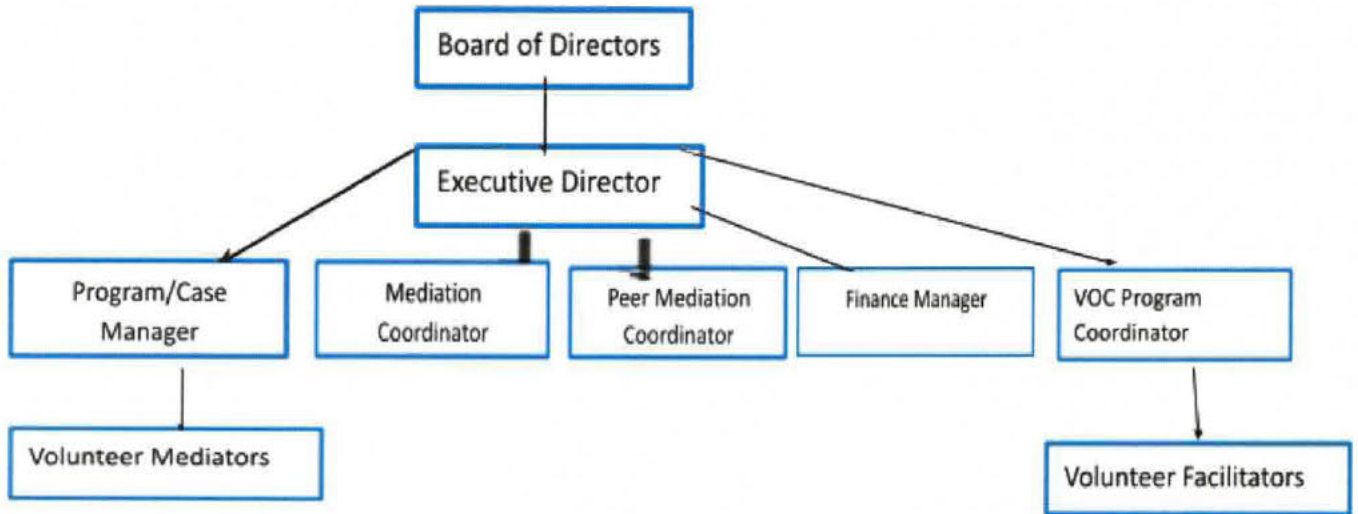 Board of Directors
Executive Director
Program/Case
Manager
Mediation
Coordinator
Peer Mediation
Coordinator
Finance Manager
VOC Program
Coordinator
Volunteer Mediators
Volunteer Facilitators